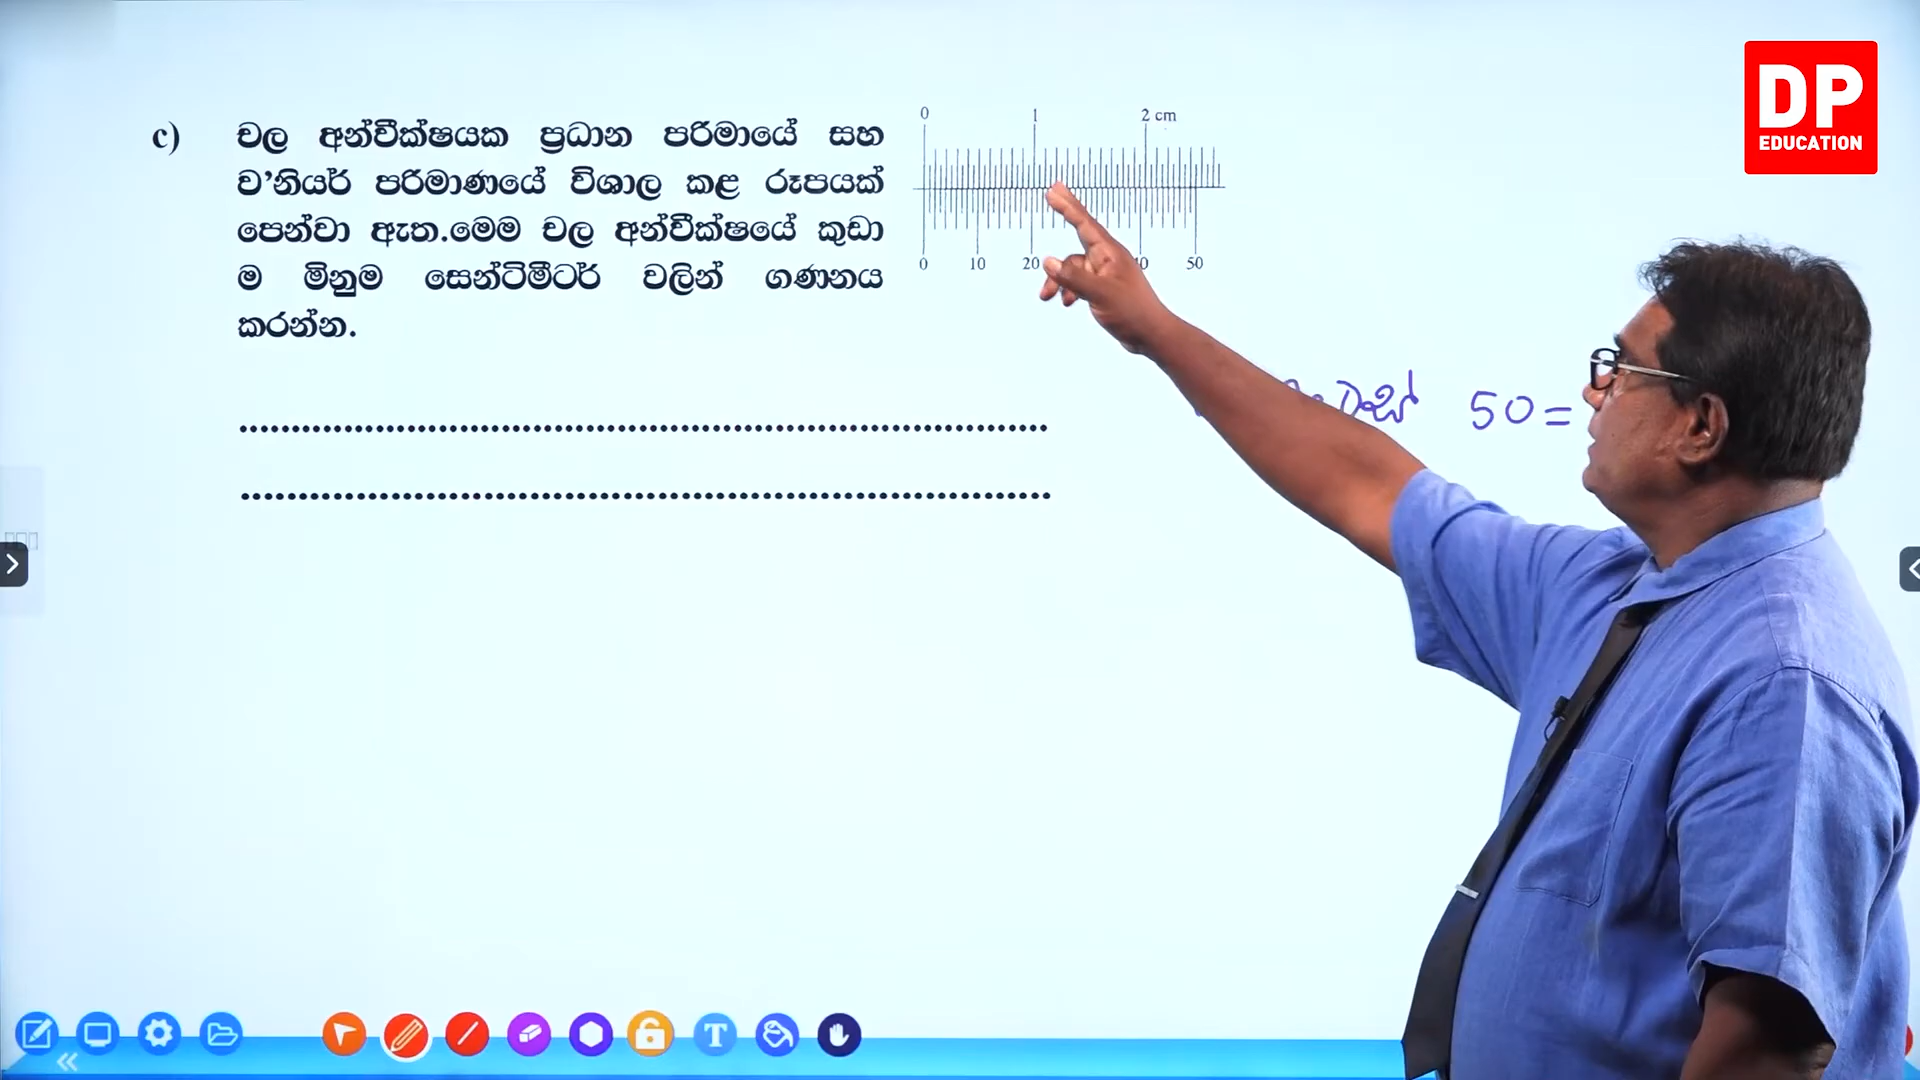 DP
EDUCATION
c) චල අන්වීක්ෂයක ප්‍රධාන පරිමායේ සහ
ව’නියර් පරිමාණයේ විශාල කළ රූපයක්
පෙන්වා ඇත.මෙම චල අන්වීක්ෂයේ කුඩා
ම මිනුම සෙන්ටිමීටර් වලින් ගණනය
කරන්න.
0 1 2 cm
0 10 20 50
50 =